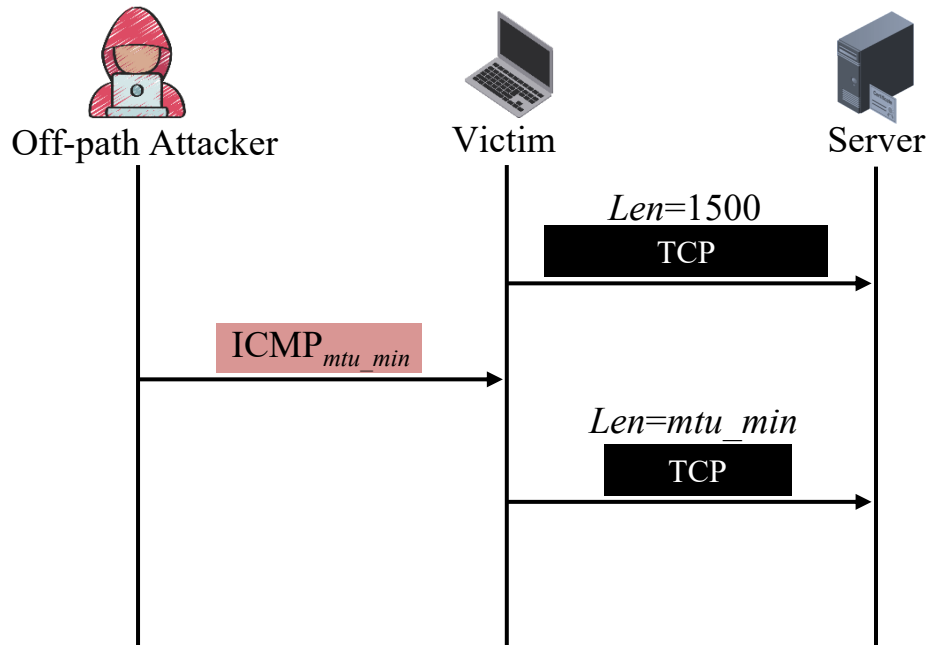 Off-path Attacker
Victim
Server
Len=1500
TCP
ICMPmtu_min
Len=mtu_min
TCP